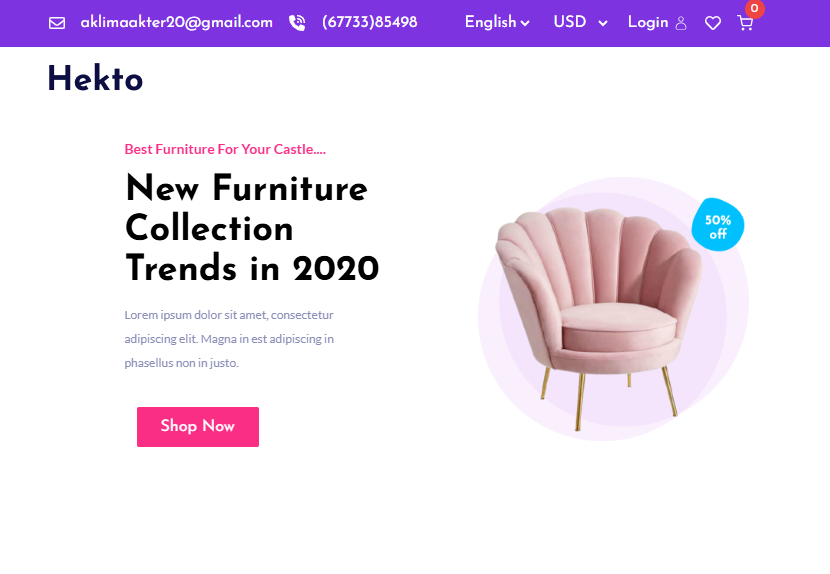 aklimaakter20@gmail.com (67733)85498 English USD Login 0
Hekto
Best Furniture For Your Castle....
New Furniture
Collection
Trends in 2020
50%
off
Lorem ipsum dolor sit amet, consectetur
adipiscing elit. Magna in est adipiscing in
phasellus non in justo.
Shop Now